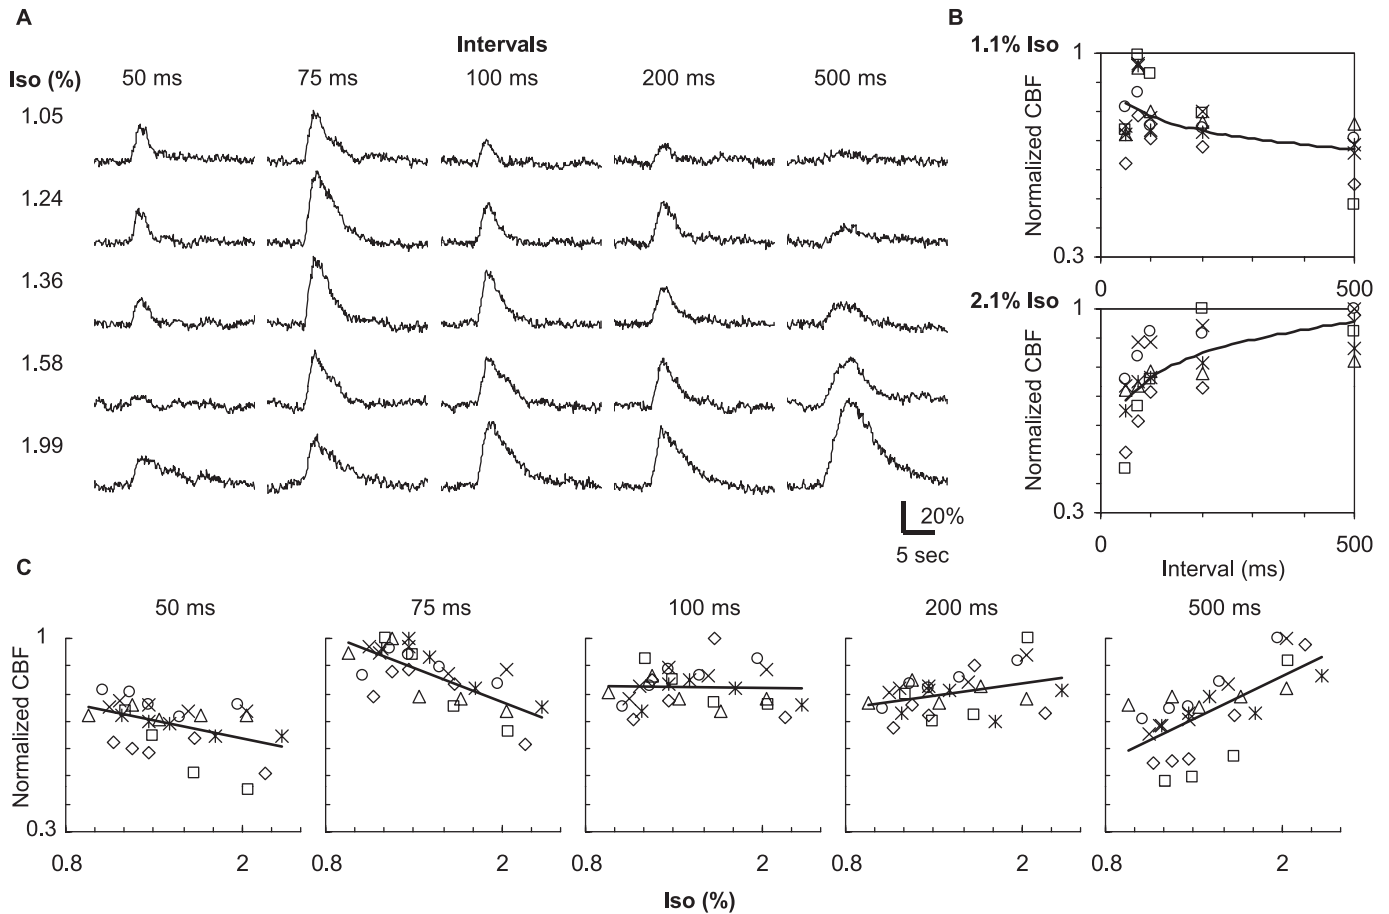 A
Intervals
Iso (%) 50 ms 75 ms 100 ms 200 ms 500 ms
1.05
1.24
1.36
1.58
1.99
20%
5 sec
B
1.1% Iso
1
Normalized CBF
0.3
0 500
2.1% Iso
1
Normalized CBF
0.3
0 500
Interval (ms)
C
50 ms 75 ms 100 ms 200 ms 500 ms
1
Normalized CBF
0.3
0.8 2 0.8 2 0.8 2 0.8 2 0.8 2
Iso (%)